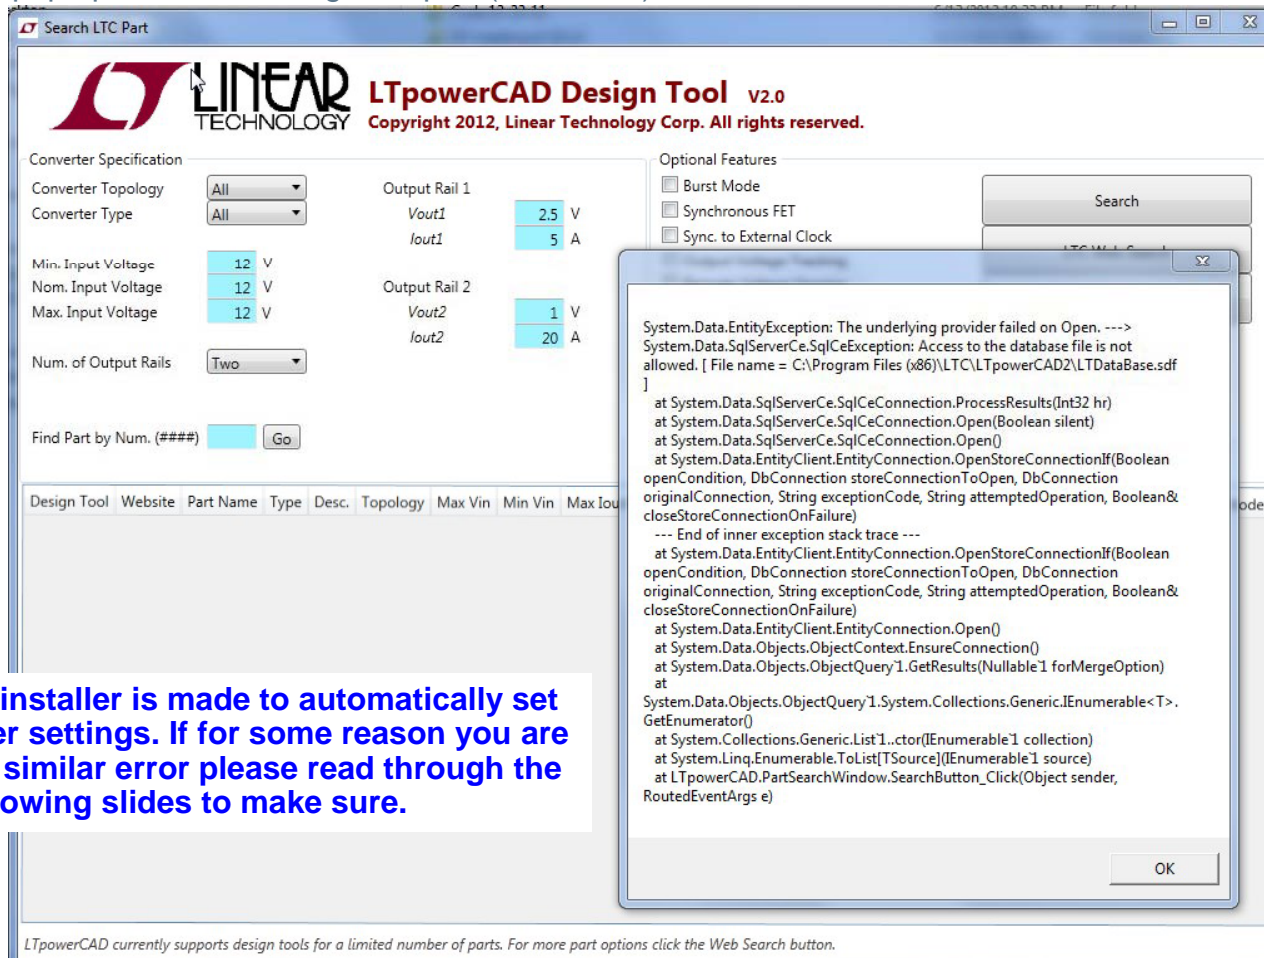 Search LTC Part
LINEAR
TECHNOLOGY
LTpowerCAD Design Tool V2.0
Copyright 2012, Linear Technology Corp. All rights reserved.
Converter Specification
Converter Topology All
Converter Type All
Min. Input Voltage 12 V
Nom. Input Voltage 12 V
Max. Input Voltage 12 V
Num. of Output Rails Two
Find Part by Num. (####) Go
Output Rail 1
Vout1 2.5 V
Iout1 5 A
Output Rail 2
Vout2 1 V
Iout2 20 A
Optional Features
Burst Mode
Synchronous FET
Sync. to External Clock
Output Voltage Tracking
Search
LTC Web Search
Design Tool Website Part Name Type Desc. Topology Max Vin Min Vin Max Iou
ode
System.Data.EntityException: The underlying provider failed on Open. --->
System.Data.SqlServerCe.SqlCeException: Access to the database file is not
allowed. [ File name = C:\Program Files (x86)\LTC\LTpowerCAD2\LTDataBase.sdf
]
at System.Data.SqlServerCe.SqlCeConnection.ProcessResults(Int32 hr)
at System.Data.SqlServerCe.SqlCeConnection.Open(Boolean silent)
at System.Data.SqlServerCe.SqlCeConnection.Open()
at System.Data.EntityClient.EntityConnection.OpenStoreConnectionIf(Boolean
openCondition, DbConnection storeConnectionToOpen, DbConnection
originalConnection, String exceptionCode, String attemptedOperation, Boolean&
closeStoreConnectionOnFailure)
--- End of inner exception stack trace ---
at System.Data.EntityClient.EntityConnection.OpenStoreConnectionIf(Boolean
openCondition, DbConnection storeConnectionToOpen, DbConnection
originalConnection, String exceptionCode, String attemptedOperation, Boolean&
closeStoreConnectionOnFailure)
at System.Data.EntityClient.EntityConnection.Open()
at System.Data.Objects.ObjectContext.EnsureConnection()
at System.Data.Objects.ObjectQuery`1.GetResults(Nullable`1 forMergeOption)
at
System.Data.Objects.ObjectQuery`1.System.Collections.Generic.IEnumerable<T>.
GetEnumerator()
at System.Collections.Generic.List`1..ctor(IEnumerable`1 collection)
at System.Linq.Enumerable.ToList[TSource](IEnumerable`1 source)
at LTpowerCAD.PartSearchWindow.SearchButton_Click(Object sender,
RoutedEventArgs e)
OK
installer is made to automatically set
er settings. If for some reason you are
similar error please read through the
owing slides to make sure.
LTpowerCAD currently supports design tools for a limited number of parts. For more part options click the Web Search button.